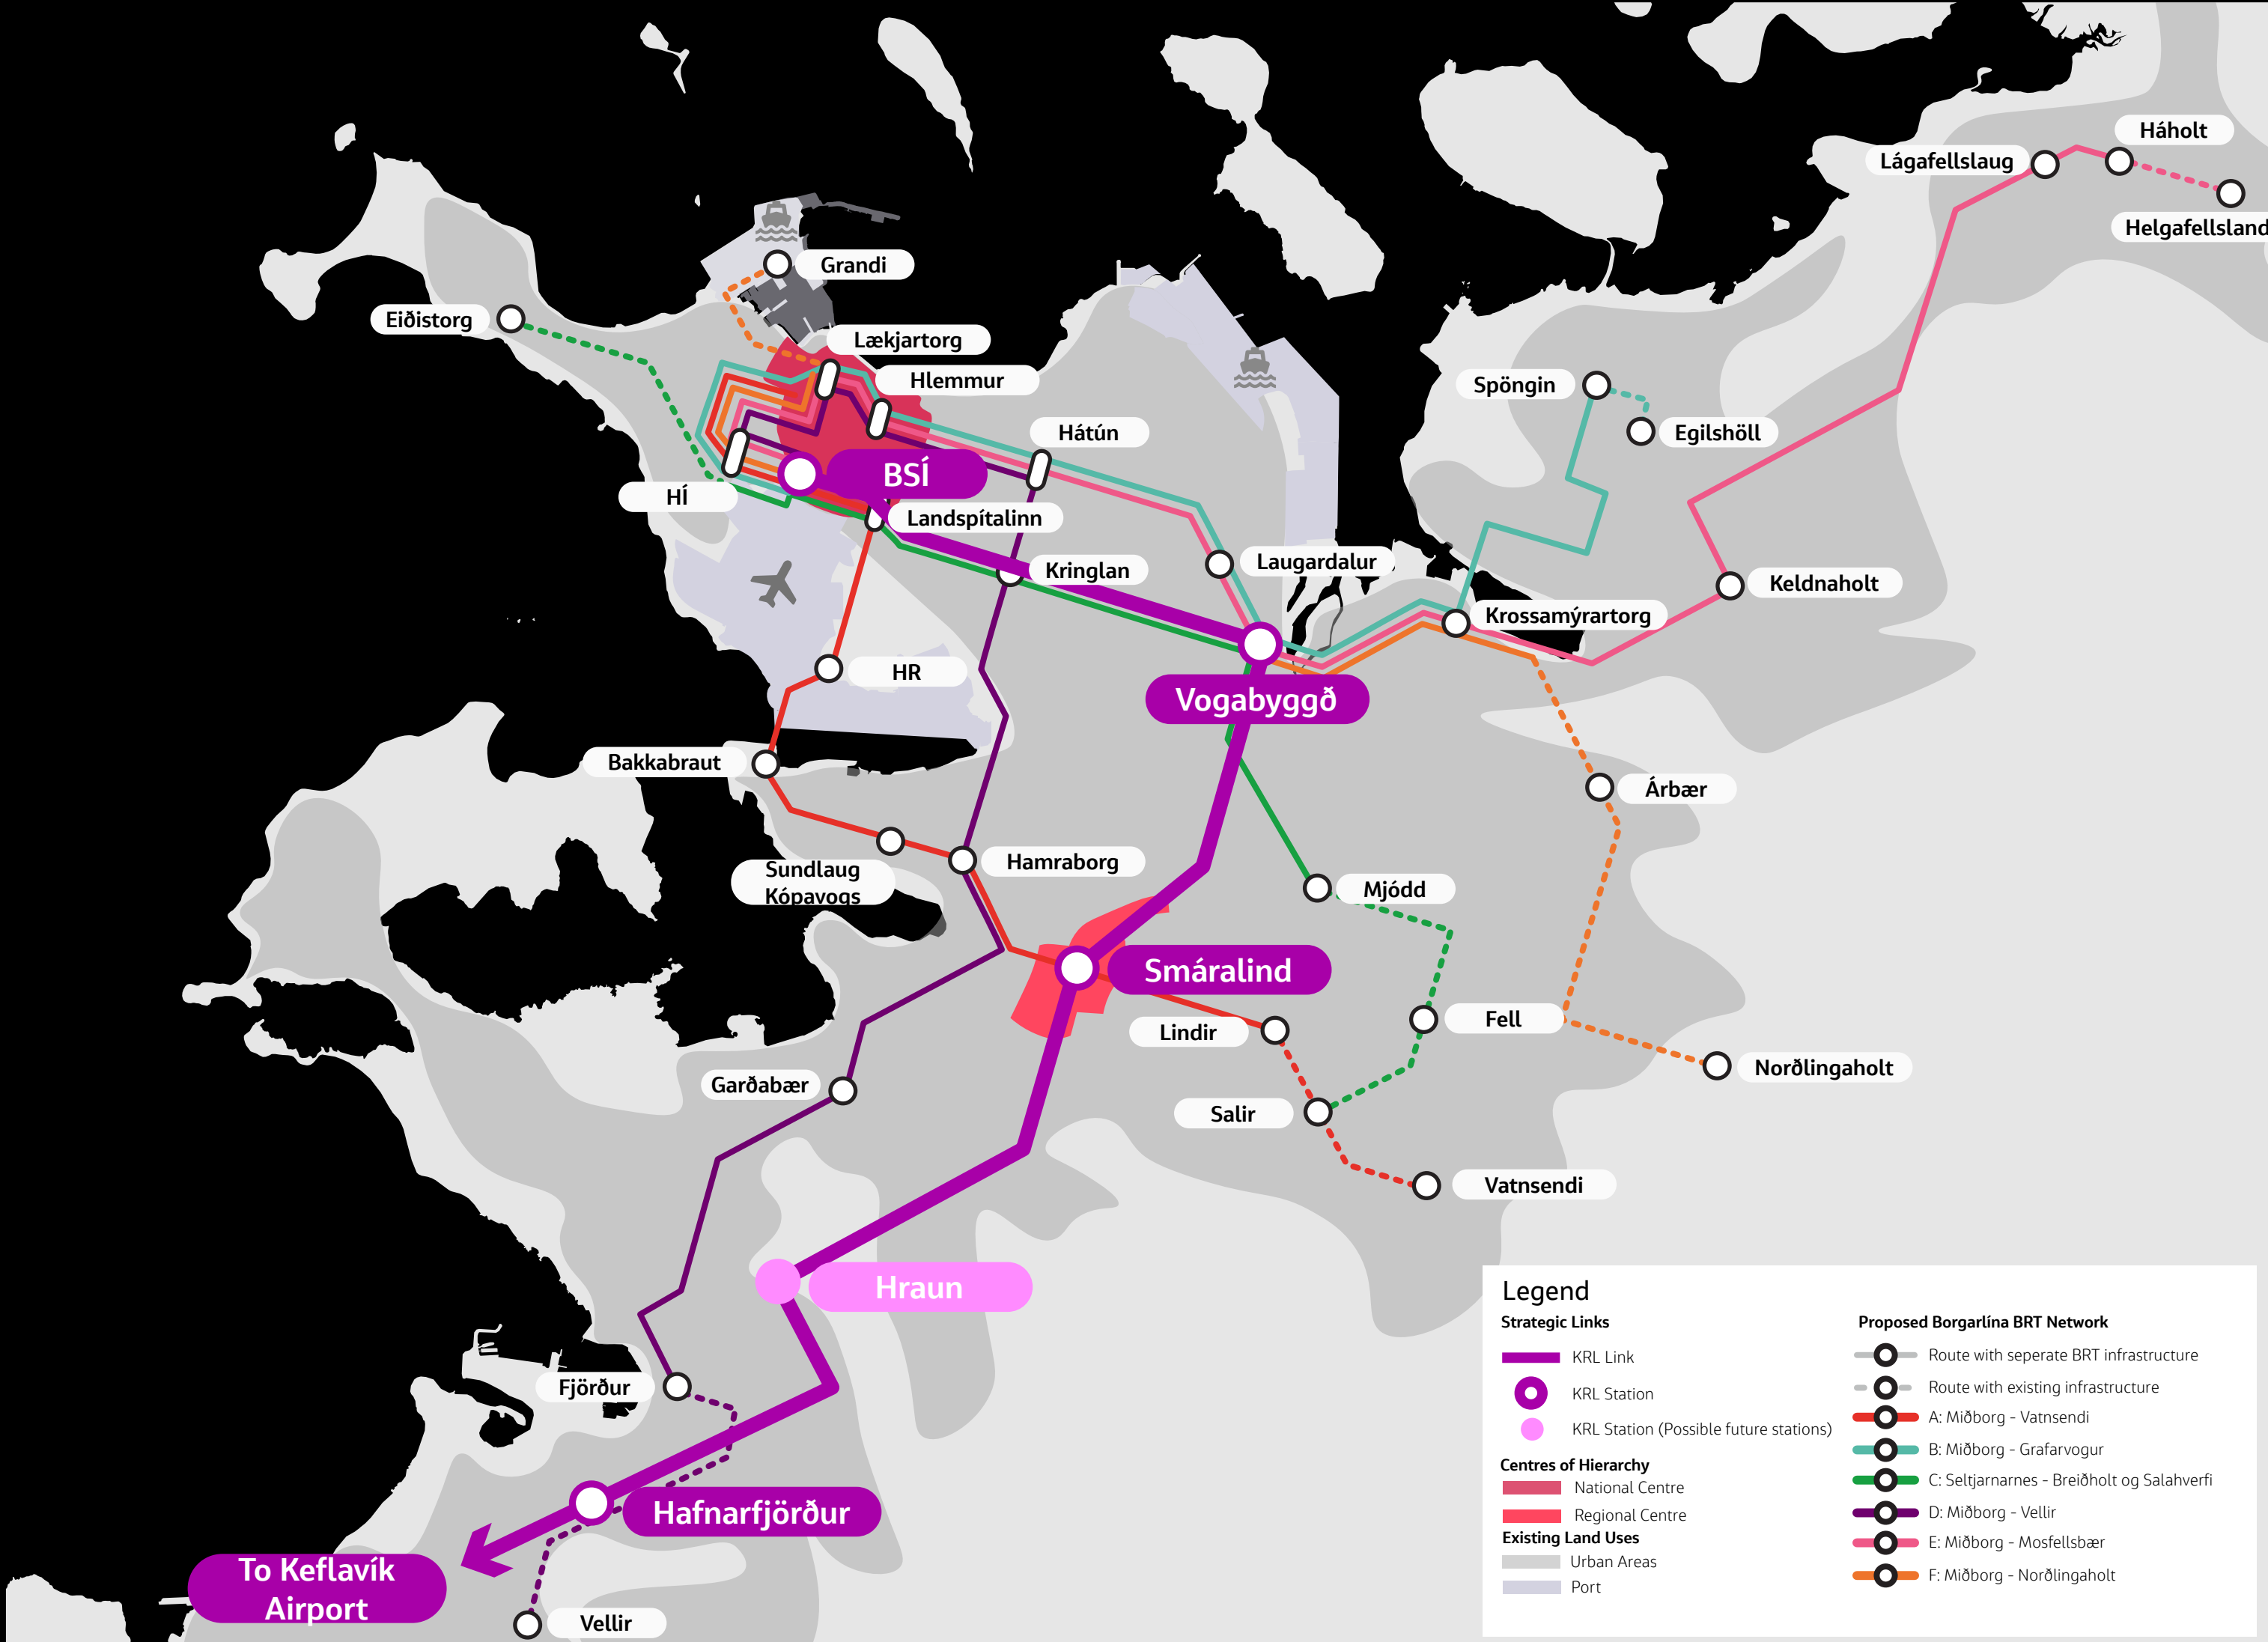 Háholt
Lágafellslaug
Helgafellsland
Grandi
Eiðistorg
Lækjartorg
Hlemmur
Spöngin
Hátún
Egilshöll
BSÍ
HÍ
Landspítalinn
Kringlan
Laugardalur
Keldnaholt
Krossamýrartorg
HR
Vogabyggð
Bakkabraut
Árbær
Sundlaug
Kópavogs
Hamraborg
Mjódd
Smáralind
Lindir
Fell
Norðlingaholt
Garðabær
Salir
Vatnsendi
Hraun
Fjörður
Hafnarfjörður
To Keflavík
Airport
Vellir
Legend
Strategic Links
KRL Link
KRL Station
KRL Station (Possible future stations)
Centres of Hierarchy
National Centre
Regional Centre
Existing Land Uses
Urban Areas
Port
Proposed Borgarlína BRT Network
Route with seperate BRT infrastructure
Route with existing infrastructure
A: Miðborg - Vatnsendi
B: Miðborg - Grafarvogur
C: Seltjarnarnes - Breiðholt og Salahverfi
D: Miðborg - Vellir
E: Miðborg - Mosfellsbær
F: Miðborg - Norðlingaholt